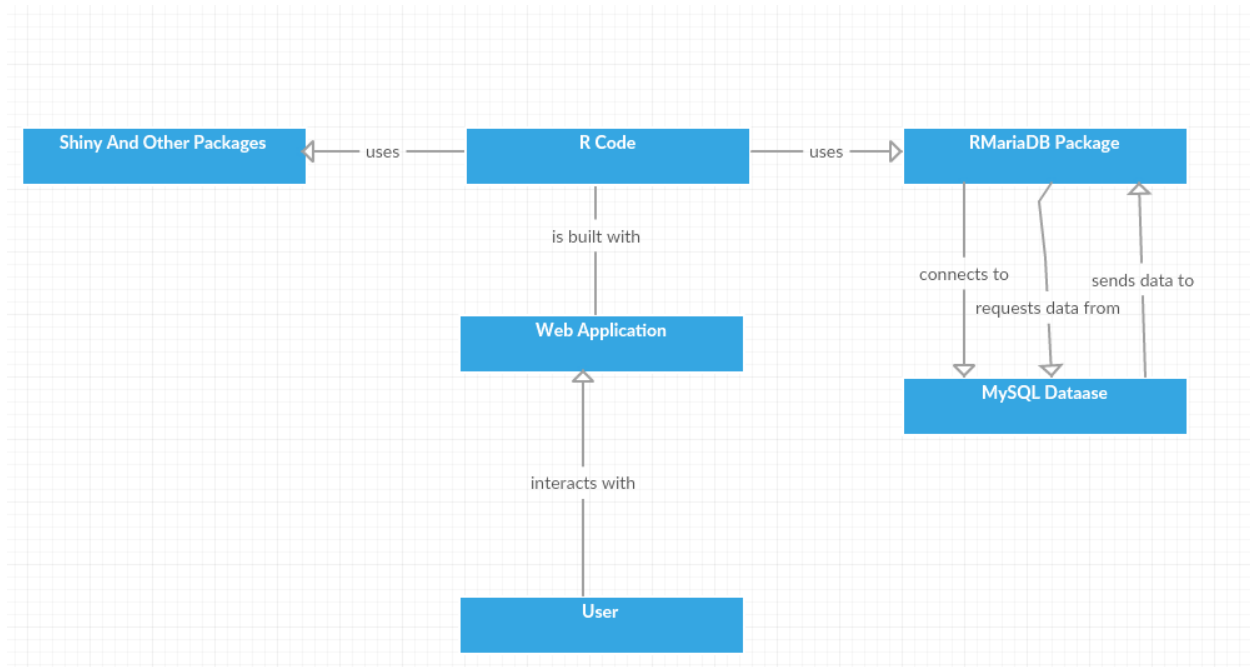 Shiny And Other Packages
uses
R Code
uses
RMariaDB Package
is built with
connects to
sends data to
requests data from
Web Application
MySQL Dataase
interacts with
User